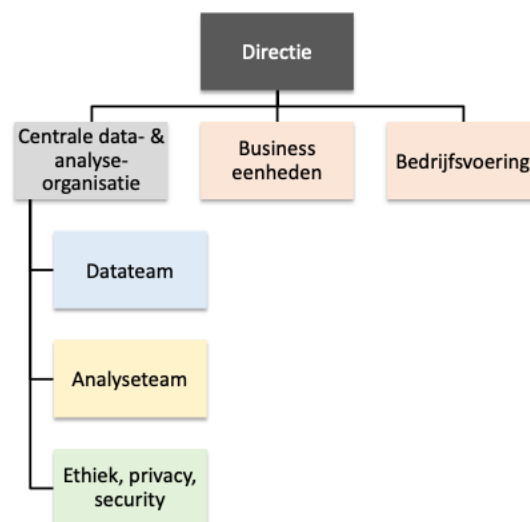 Directie
Centrale data- &
analyse-
organisatie
Business
eenheden
Bedrijfsvoering
Datateam
Analyseteam
Ethiek, privacy,
security